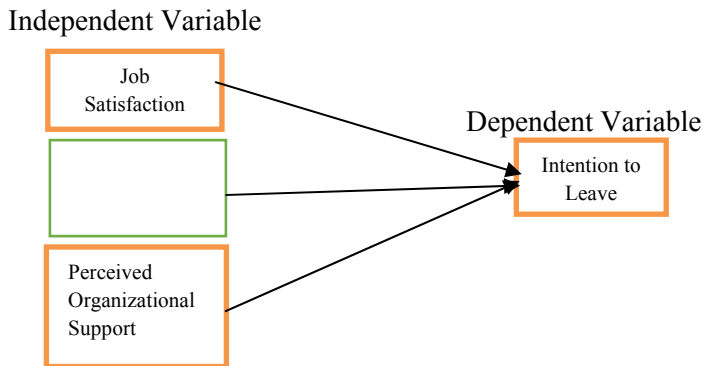 Independent Variable
Job
Satisfaction
Dependent Variable
Intention to
Leave
Perceived
Organizational
Support